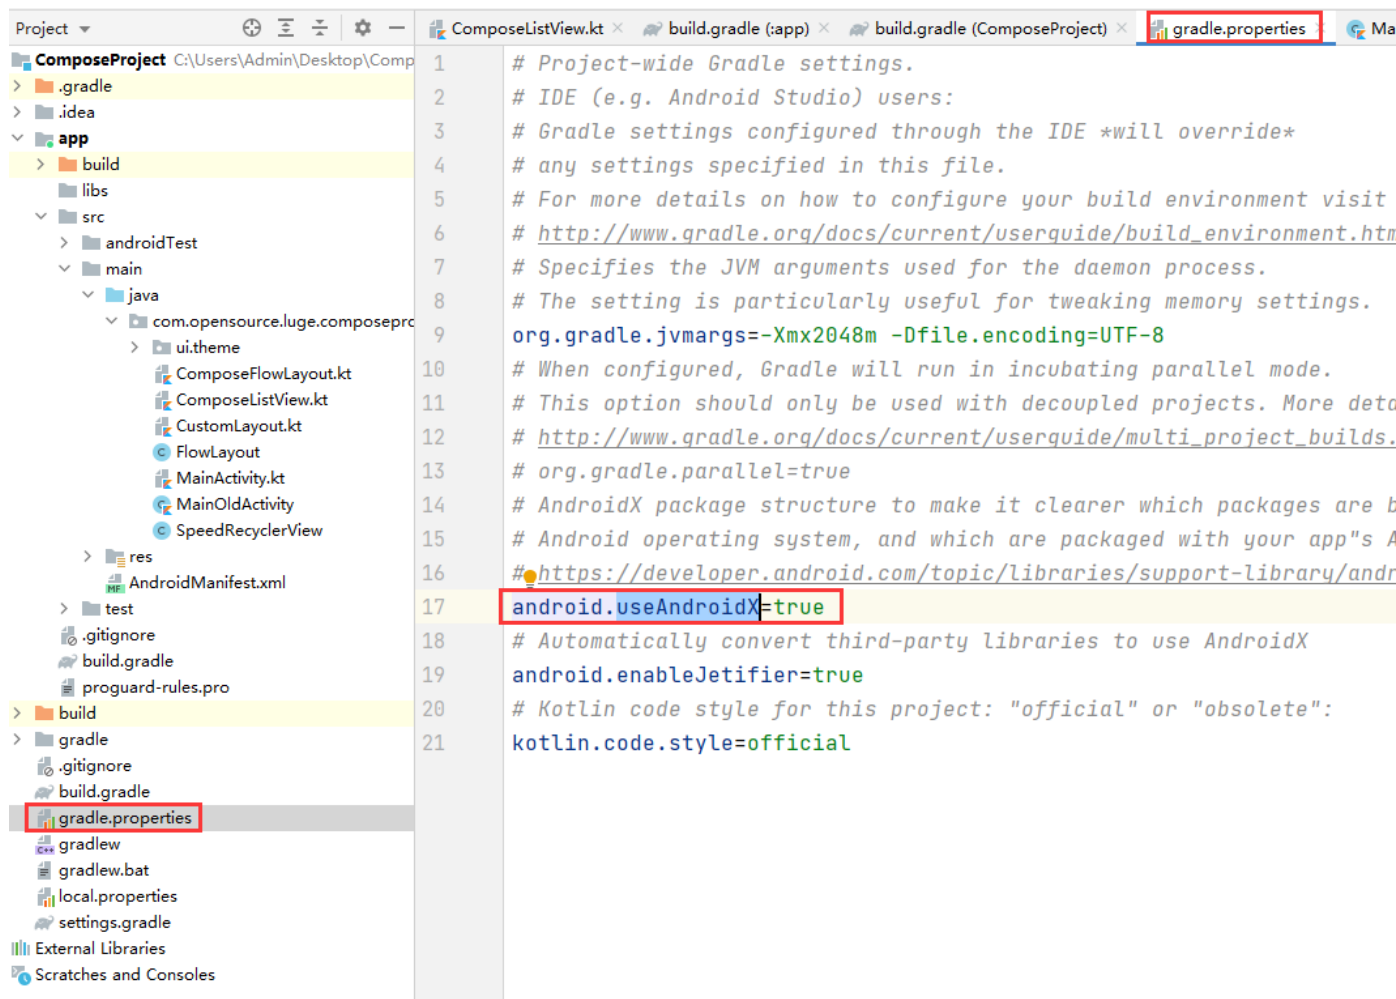 Project
ComposeListView.kt
build.gradle (:app)
build.gradle (ComposeProject)
gradle.properties
Ma
ComposeProject C:\Users\Admin\Desktop\Comp
.gradle
.idea
app
build
libs
src
androidTest
main
java
com.opensource.luge.composeprc
ui.theme
ComposeFlowLayout.kt
ComposeListView.kt
CustomLayout.kt
FlowLayout
MainActivity.kt
MainOldActivity
SpeedRecyclerView
res
AndroidManifest.xml
test
.gitignore
build.gradle
proguard-rules.pro
build
gradle
.gitignore
build.gradle
gradle.properties
gradlew
gradlew.bat
local.properties
settings.gradle
External Libraries
Scratches and Consoles
1 # Project-wide Gradle settings.
2 # IDE (e.g. Android Studio) users:
3 # Gradle settings configured through the IDE *will override*
4 # any settings specified in this file.
5 # For more details on how to configure your build environment visit
6 # http://www.gradle.org/docs/current/userguide/build_environment.htm
7 # Specifies the JVM arguments used for the daemon process.
8 # The setting is particularly useful for tweaking memory settings.
9 org.gradle.jvmargs=-Xmx2048m -Dfile.encoding=UTF-8
10 # When configured, Gradle will run in incubating parallel mode.
11 # This option should only be used with decoupled projects. More deta
12 # http://www.gradle.org/docs/current/userguide/multi_project_builds.
13 # org.gradle.parallel=true
14 # AndroidX package structure to make it clearer which packages are b
15 # Android operating system, and which are packaged with your app"s A
16 # https://developer.android.com/topic/libraries/support-library/andr
17 android.useAndroidX=true
18 # Automatically convert third-party libraries to use AndroidX
19 android.enableJetifier=true
20 # Kotlin code style for this project: "official" or "obsolete":
21 kotlin.code.style=official